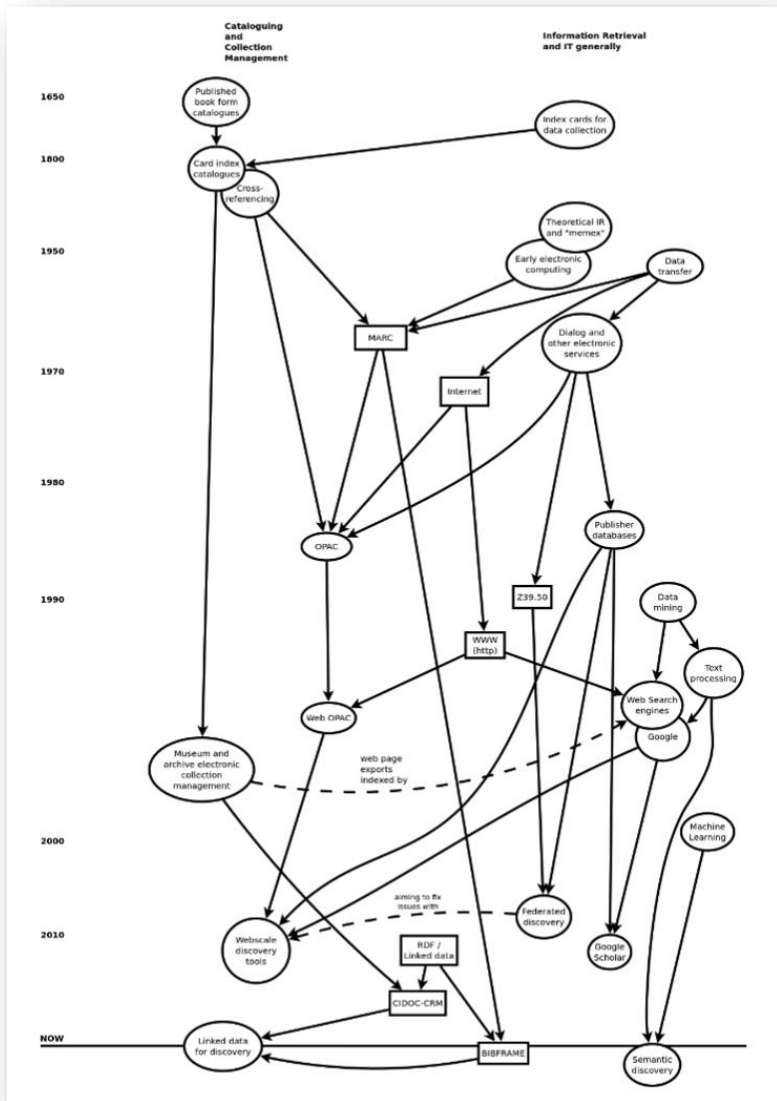 Cataloguing
and
Collection
Management
Information Retrieval
and IT generally
1650
Published
book form
catalogues
Index cards for
data collection
1800
Card index
catalogues
Cross-
referencing
Theoretical IR
and "memex"
1950
Early electronic
computing
Data
transfer
MARC
Dialog and
other electronic
services
1970
Internet
1980
Publisher
databases
OPAC
1990
Z39.50
Data
mining
WWW
(http)
Text
processing
Web Search
engines
Web OPAC
Google
Museum and
archive electronic
collection
management
web page
exports
indexed by
Machine
Learning
2000
aiming to fix
issues with
Federated
discovery
2010
Webscale
discovery
tools
RDF /
Linked data
Google
Scholar
CIDOC-CRM
NOW
Linked data
for discovery
BIBFRAME
Semantic
discovery